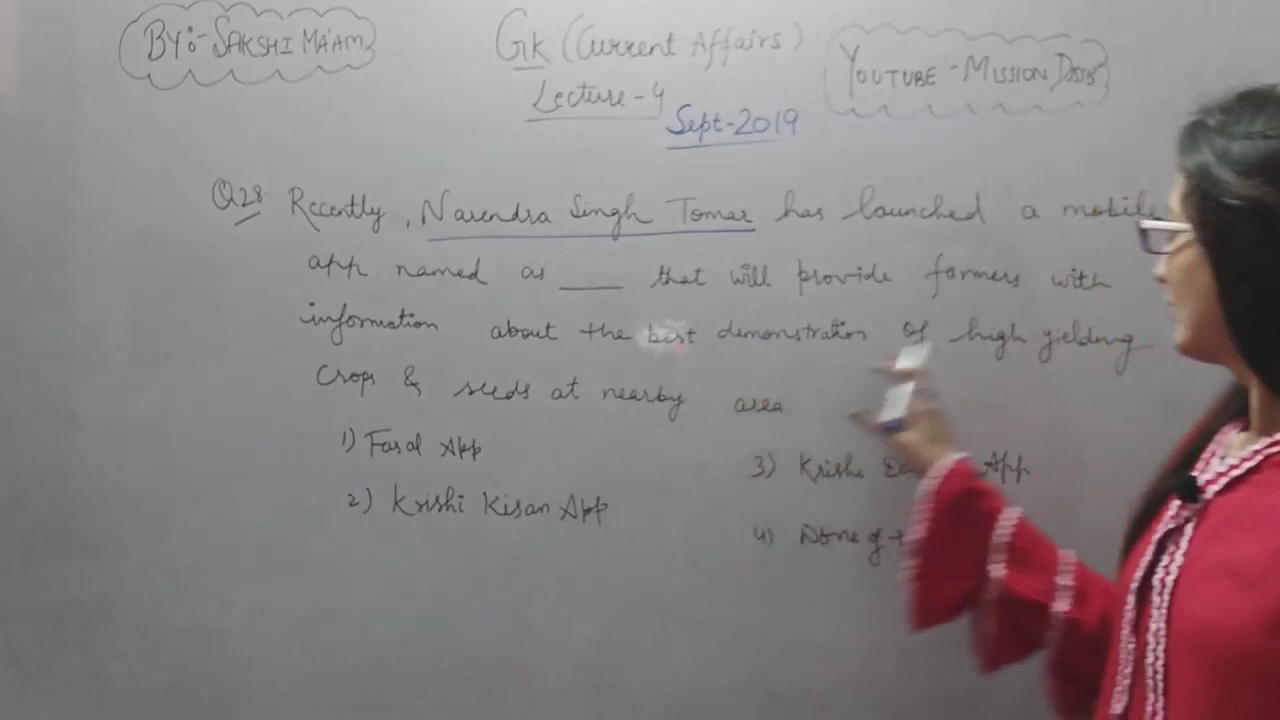 BY:- SAKSHI MA'AM
GK (Current Affairs)
Lecture-4
Sept-2019
YOUTUBE - MISSION
Q28. Recently, Narendra Singh Tomar has launched a mobile
app named as ____ that will provide farmers with
information about the best demonstration of high yielding
Crops & seeds at nearby area
1) Fasal App
2) Krishi Kisan App
3) Krishi App
4) None of